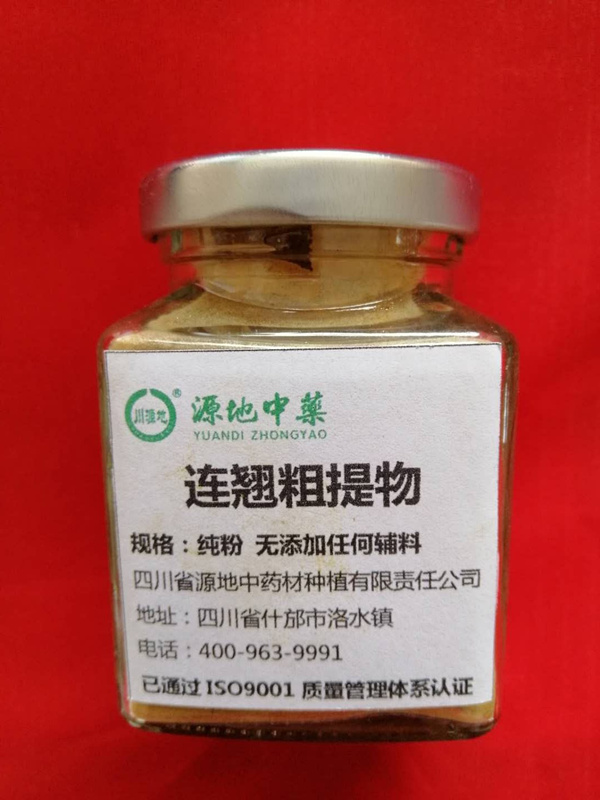 川源地 ® 源地中藥
YUANDI ZHONGYAO
连翘粗提物
规格：纯粉 无添加任何辅料
四川省源地中药材种植有限责任公司
地址：四川省什邡市洛水镇
电话：400-963-9991
已通过 ISO9001 质量管理体系认证